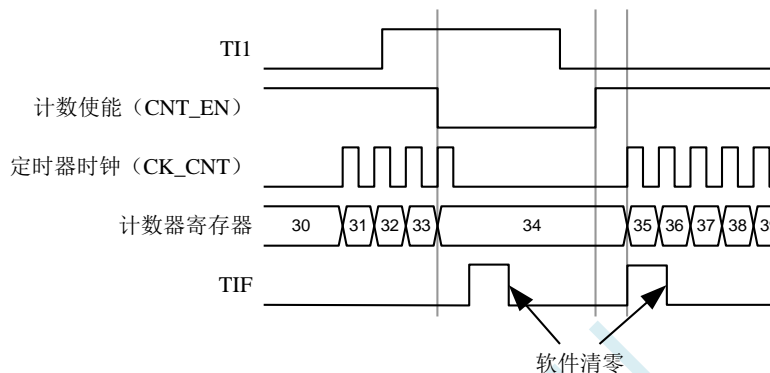 TI1
计数使能（CNT_EN）
定时器时钟（CK_CNT）
计数器寄存器 30 31 32 33 34 35 36 37 38
TIF
软件清零